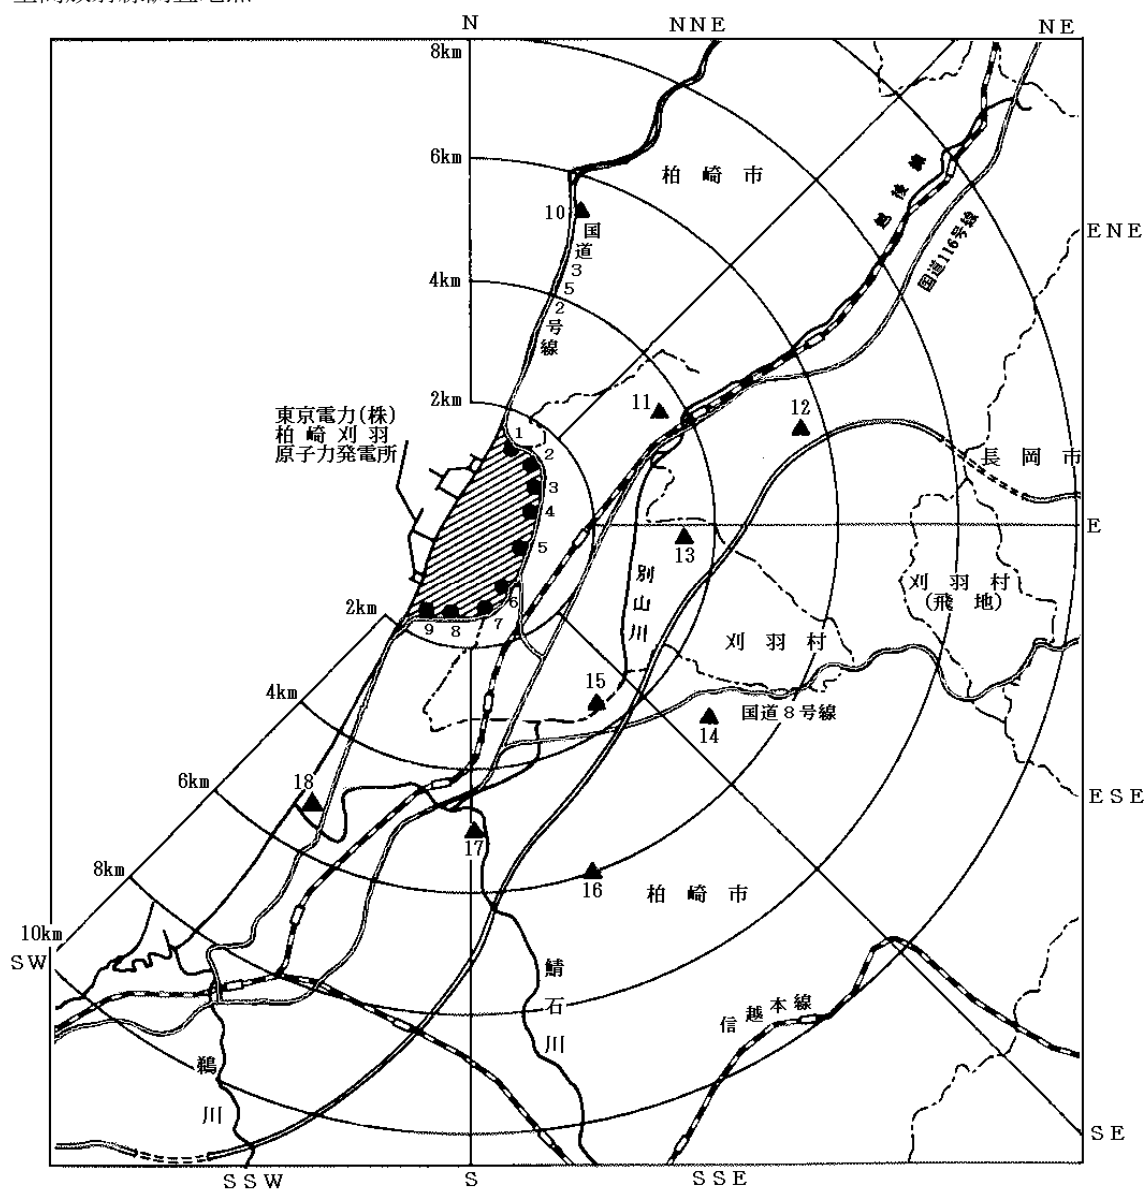 N
NNE
NE
8km
6km
柏崎市
越後線
10
国道352号線
国道116号線
ENE
4km
2km
東京電力(株)
柏崎刈羽
原子力発電所
11
12
1
2
3
4
5
6
7
8
9
長岡市
E
13
別山川
刈羽村
(飛地)
2km
刈羽村
15
国道8号線
14
4km
6km
18
ESE
17
8km
16
柏崎市
10km
SW
鯖石川
信越本線
鵜川
SE
SSW
S
SSE